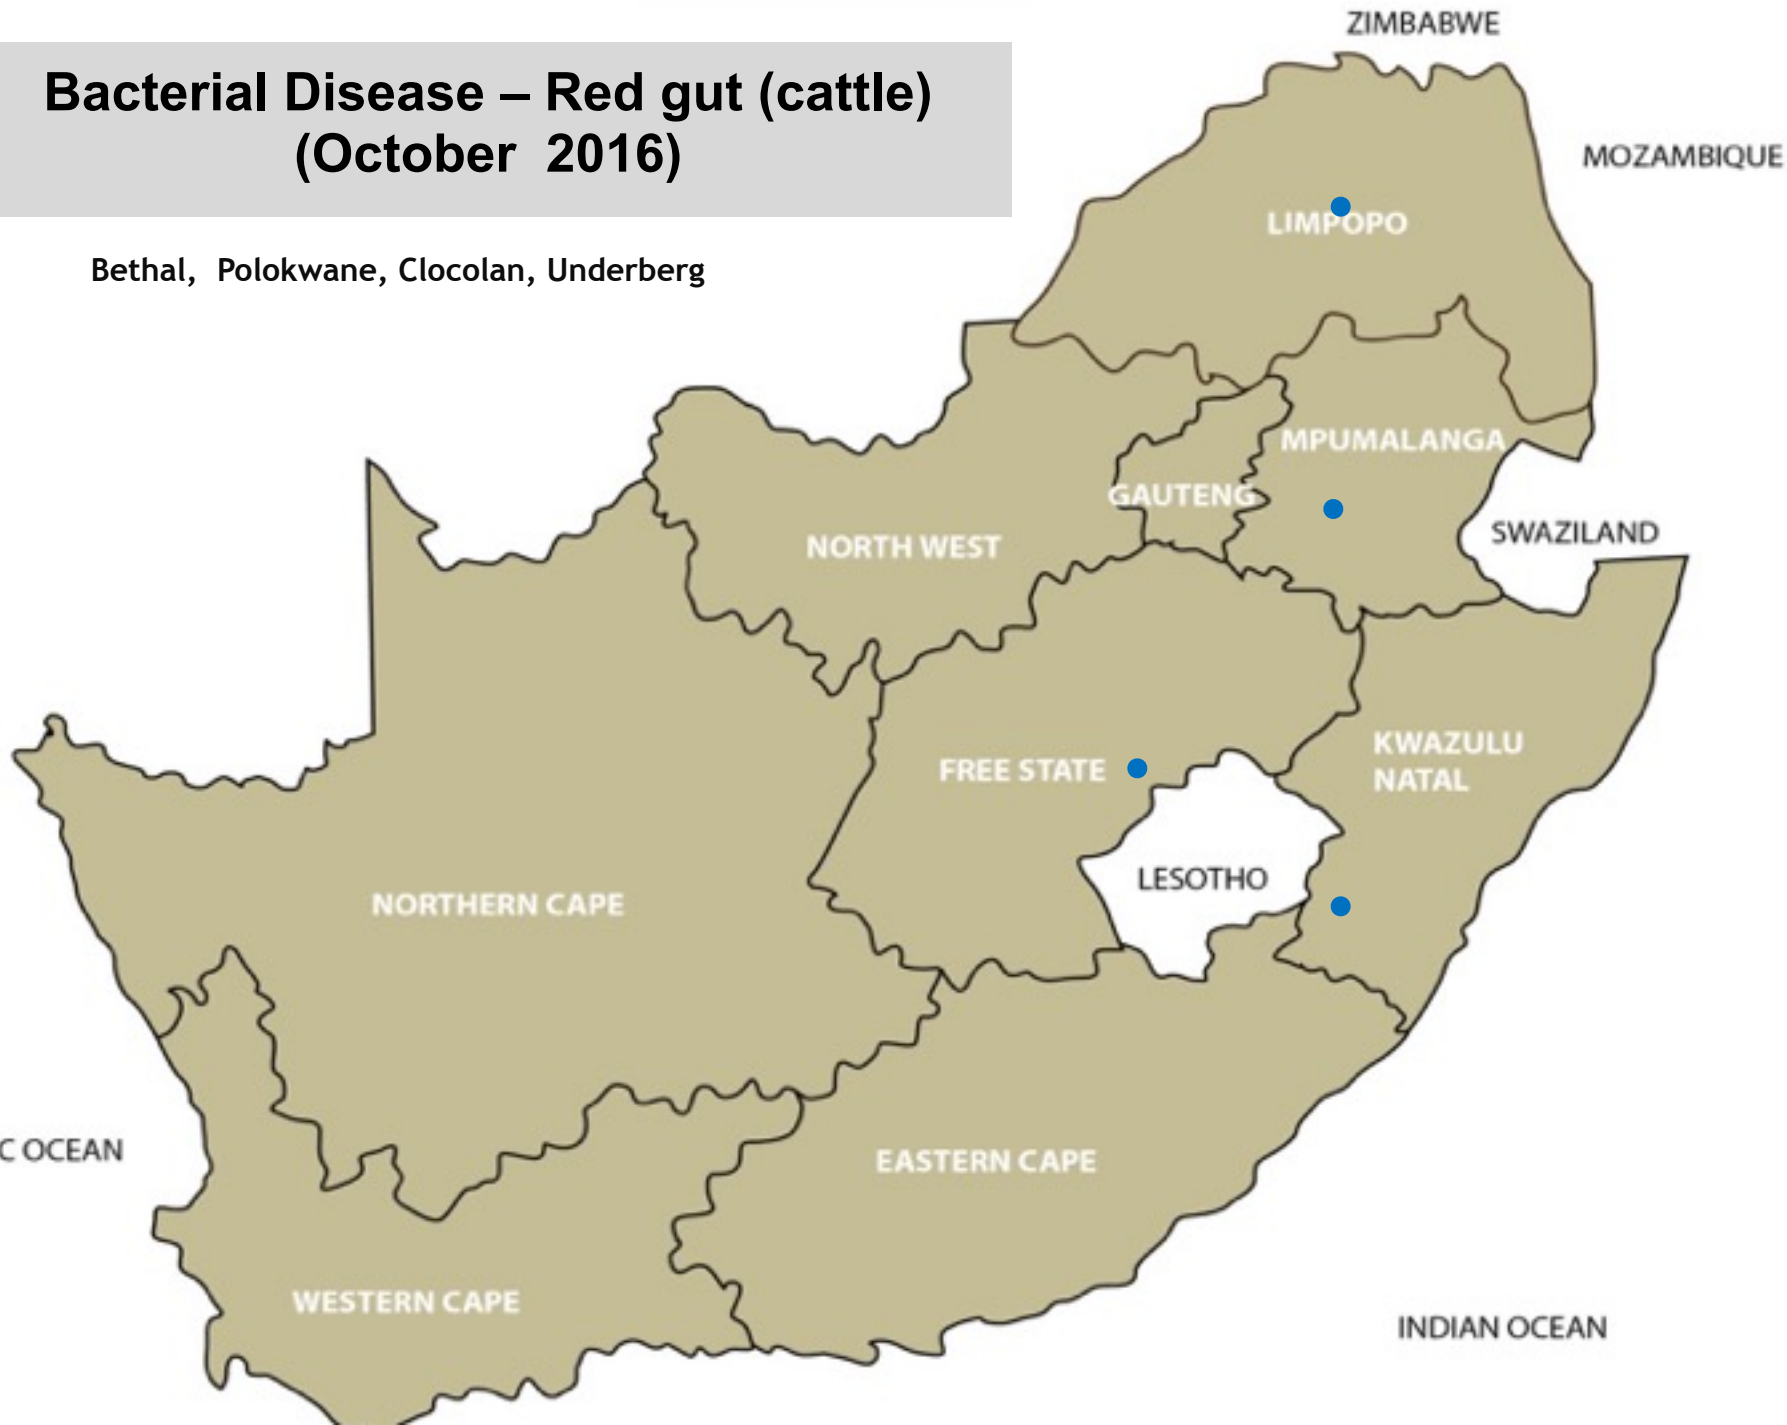 ZIMBABWE
Bacterial Disease – Red gut (cattle)
(October 2016)
MOZAMBIQUE
LIMPOPO
Bethal, Polokwane, Clocolan, Underberg
MPUMALANGA
GAUTENG
SWAZILAND
NORTH WEST
KWAZULU
NATAL
FREE STATE
LESOTHO
NORTHERN CAPE
C OCEAN
EASTERN CAPE
WESTERN CAPE
INDIAN OCEAN